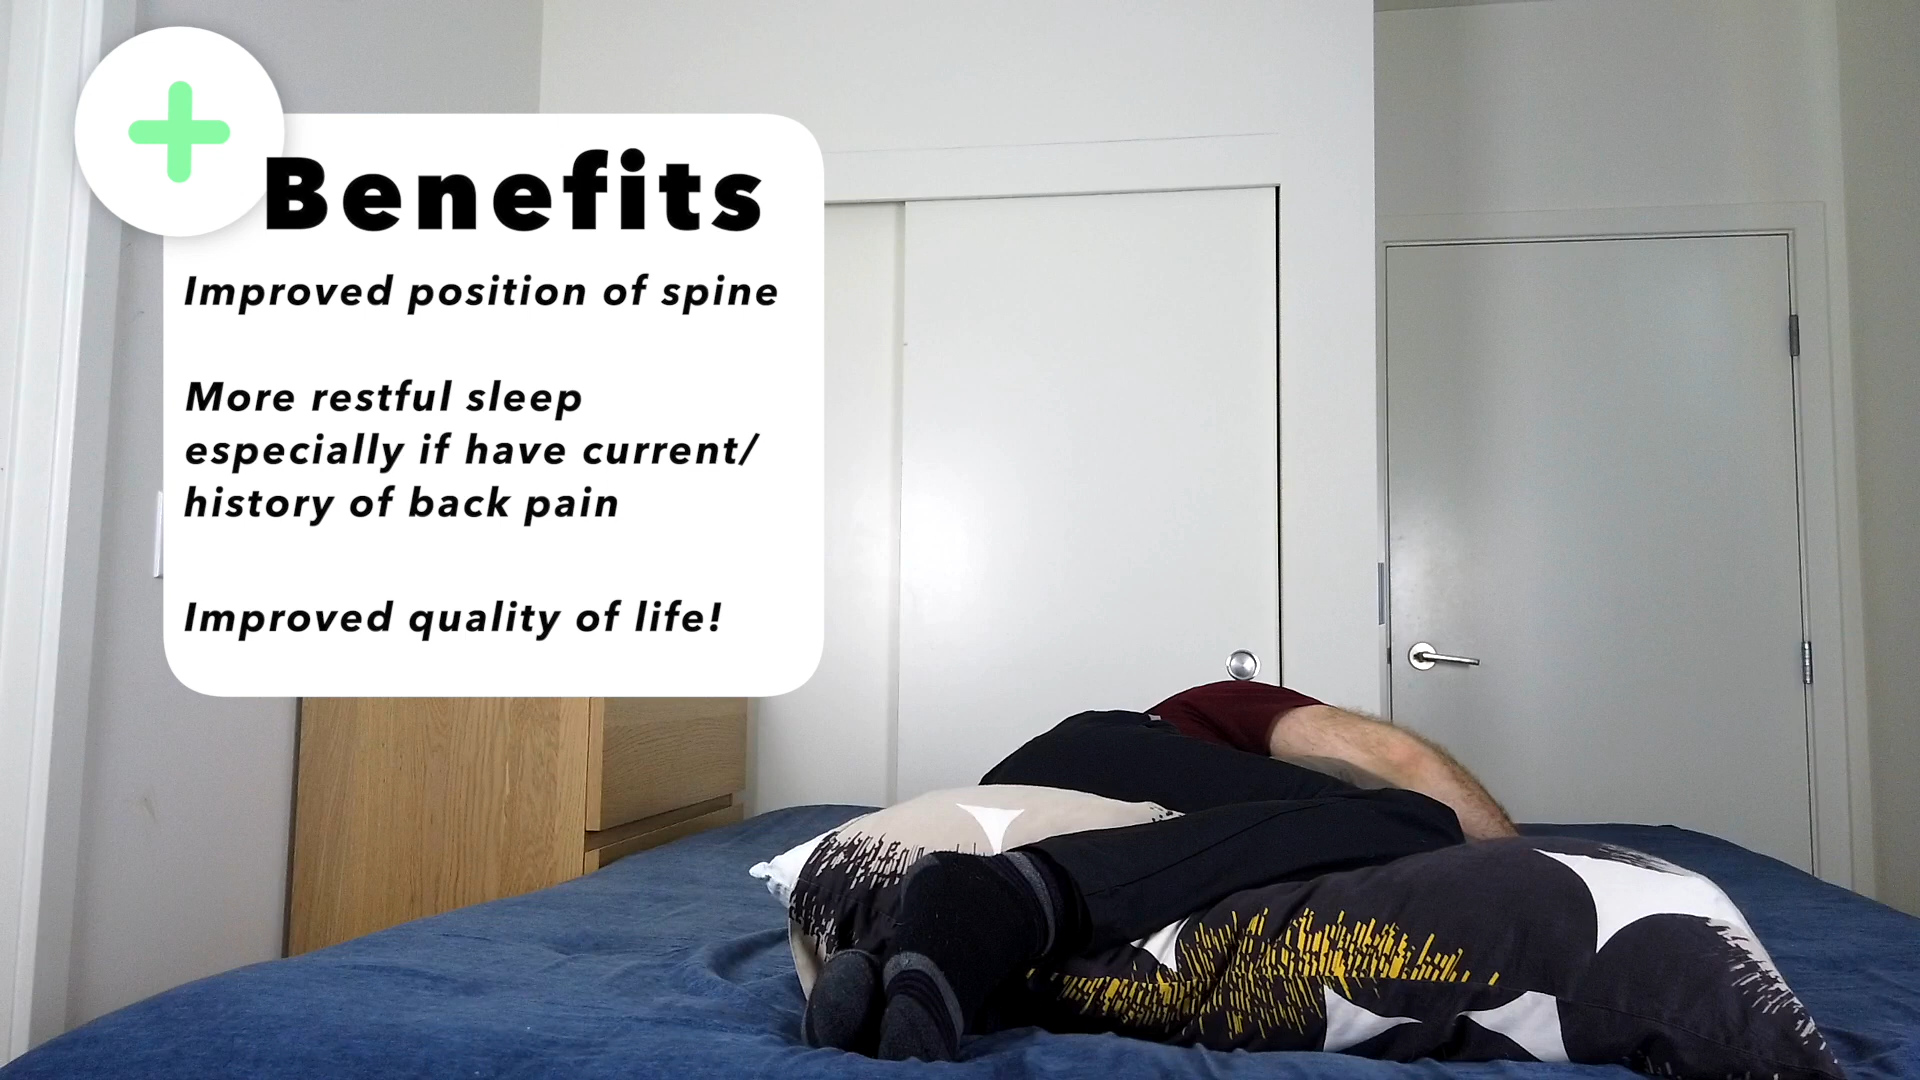 Benefits
Improved position of spine
More restful sleep
especially if have current/
history of back pain
Improved quality of life!